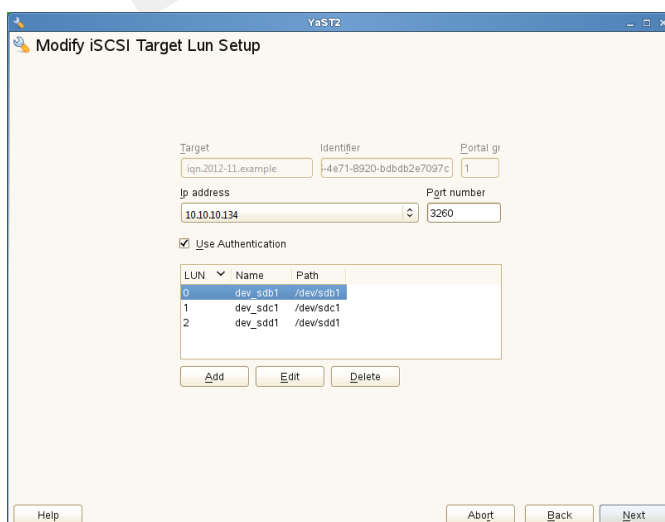 YaST2
Modify iSCSI Target Lun Setup
Target Identifier Portal gr
iqn.2012-11.example -4e71-8920-bdbdb2e7097c 1
Ip address Port number
10.10.10.134 3260
Use Authentication
LUN Name Path
0 dev_sdb1 /dev/sdb1
1 dev_sdc1 /dev/sdc1
2 dev_sdd1 /dev/sdd1
Add Edit Delete
Help Abort Back Next